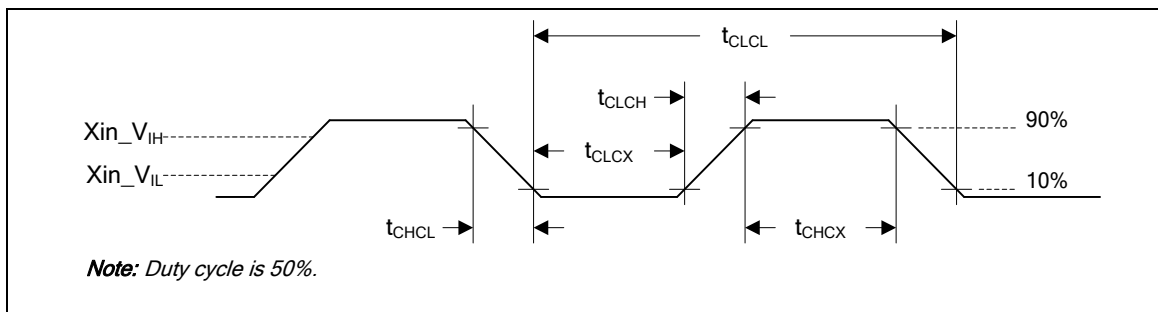 tCLCL
tCLCH
Xin_VIH
90%
tCLCX
Xin_VIL
10%
tCHCL
tCHCX
Note: Duty cycle is 50%.